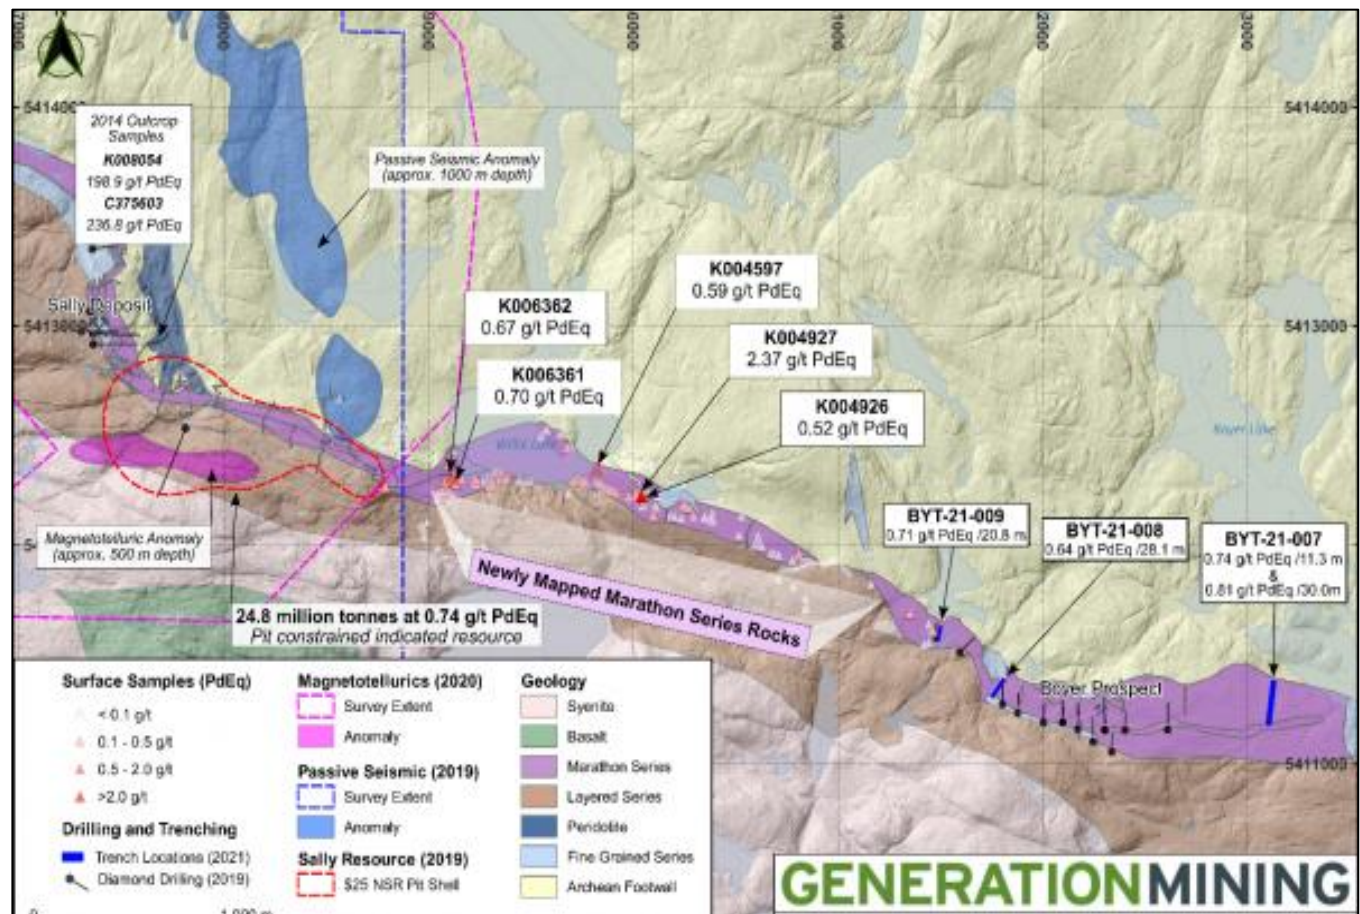 5414000
5414000
2014 Outcrop
Samples
K008054
198.9 g/t PdEq
C375603
236.8 g/t PdEq
Passive Seismic Anomaly
(approx. 1000 m depth)
K004597
0.59 g/t PdEq
Sally Deposit
K006362
0.67 g/t PdEq
5413000
5413000
K004927
2.37 g/t PdEq
K006361
0.70 g/t PdEq
K004926
0.52 g/t PdEq
BYT-21-009
0.71 g/t PdEq /20.8 m
BYT-21-008
0.64 g/t PdEq /28.1 m
BYT-21-007
0.74 g/t PdEq /11.3 m
&
0.81 g/t PdEq /30.0m
Magnetotelluric Anomaly
(approx. 500 m depth)
Newly Mapped Marathon Series Rocks
24.8 million tonnes at 0.74 g/t PdEq
Pit constrained indicated resource
Boyer Prospect
5411000
Surface Samples (PdEq)
< 0.1 g/t
0.1 - 0.5 g/t
0.5 - 2.0 g/t
>2.0 g/t
Drilling and Trenching
Trench Locations (2021)
Diamond Drilling (2019)
Magnetotellurics (2020)
Survey Extent
Anomaly
Passive Seismic (2019)
Survey Extent
Anomaly
Sally Resource (2019)
$25 NSR Pit Shell
Geology
Syenite
Basalt
Marathon Series
Layered Series
Peridotite
Fine Grained Series
Archean Footwall
GENERATIONMINING